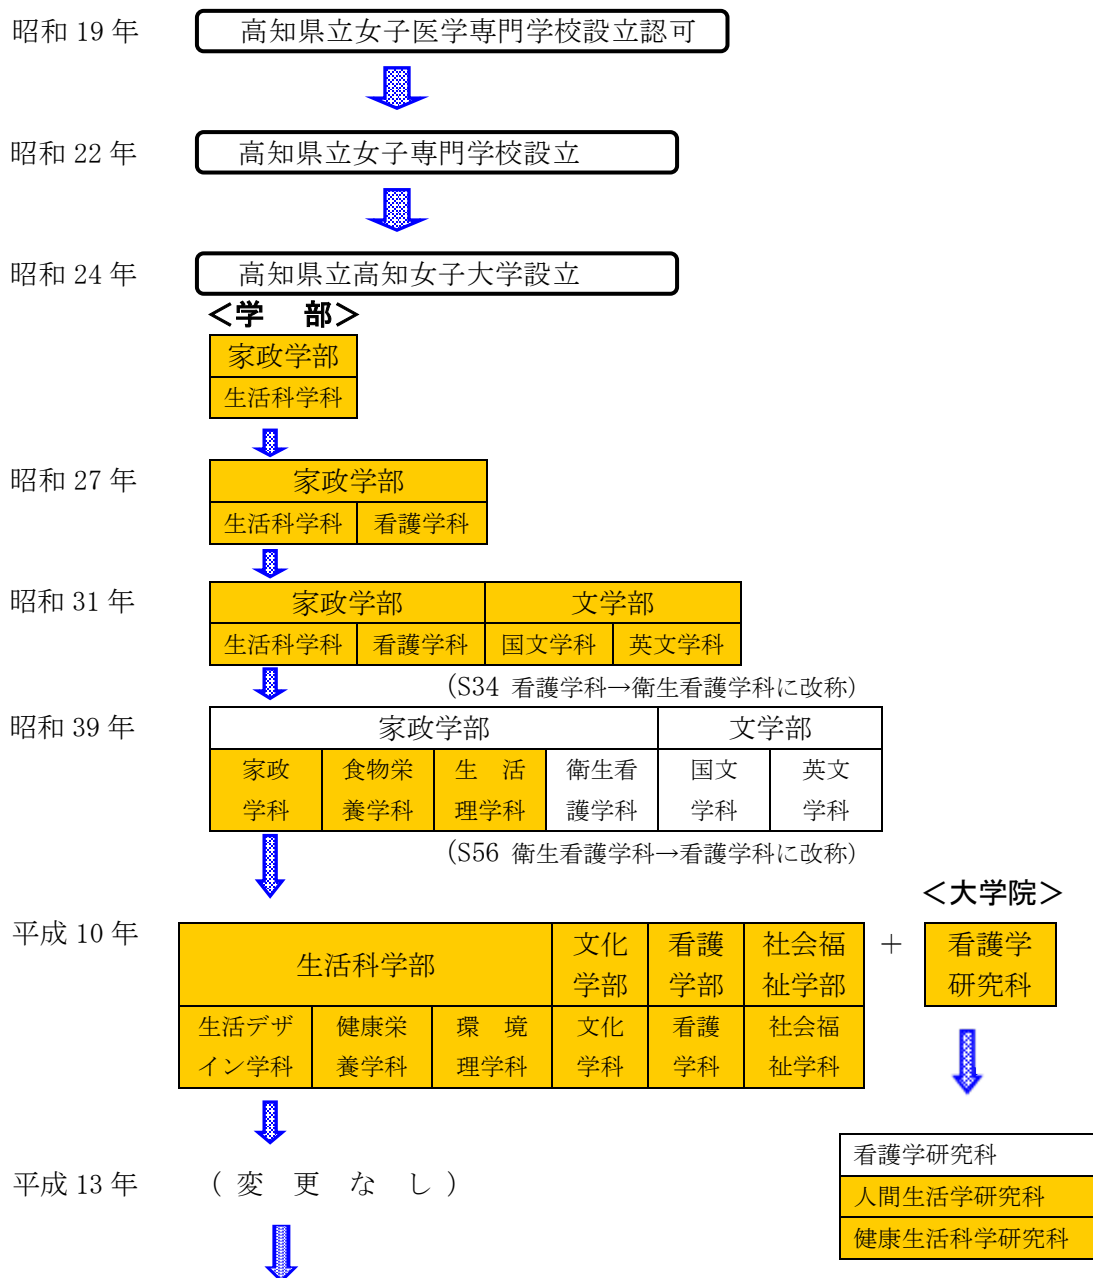 昭和 19 年 高知県立女子医学専門学校設立認可
昭和 22 年 高知県立女子専門学校設立
昭和 24 年 高知県立高知女子大学設立
＜学 部＞
家政学部
生活科学科
昭和 27 年 家政学部
生活科学科 看護学科
昭和 31 年 家政学部 文学部
生活科学科 看護学科 国文学科 英文学科
(S34 看護学科→衛生看護学科に改称)
昭和 39 年 家政学部 文学部
家政 食物栄 生 活 衛生看 国文 英文
学科 養学科 理学科 護学科 学科 学科
(S56 衛生看護学科→看護学科に改称)
＜大学院＞
平成 10 年 生活科学部 文化 看護 社会福 ＋ 看護学
学部 学部 祉学部 研究科
生活デザ 健康栄 環 境 文化 看護 社会福
イン学科 養学科 理学科 学科 学科 祉学科
平成 13 年 ( 変 更 な し )
看護学研究科
人間生活学研究科
健康生活科学研究科